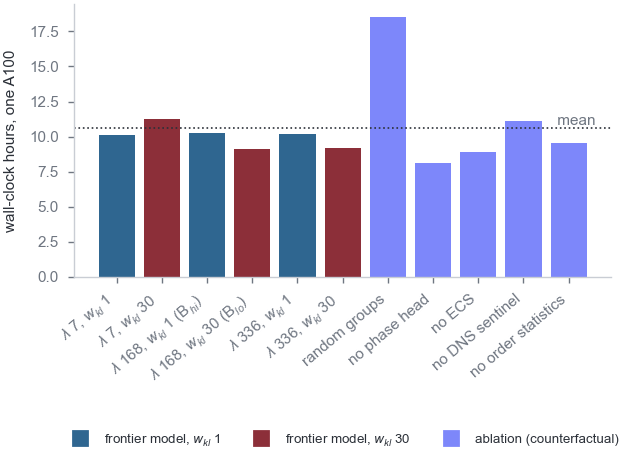 wall-clock hours, one A100
17.5
15.0
12.5
10.0
7.5
5.0
2.5
0.0
mean
λ 7, w_kl 1
λ 7, w_kl 30
λ 168, w_kl 1 (B_hi)
λ 168, w_kl 30 (B_lo)
λ 336, w_kl 1
λ 336, w_kl 30
random groups
no phase head
no ECS
no DNS sentinel
no order statistics
frontier model, w_kl 1
frontier model, w_kl 30
ablation (counterfactual)